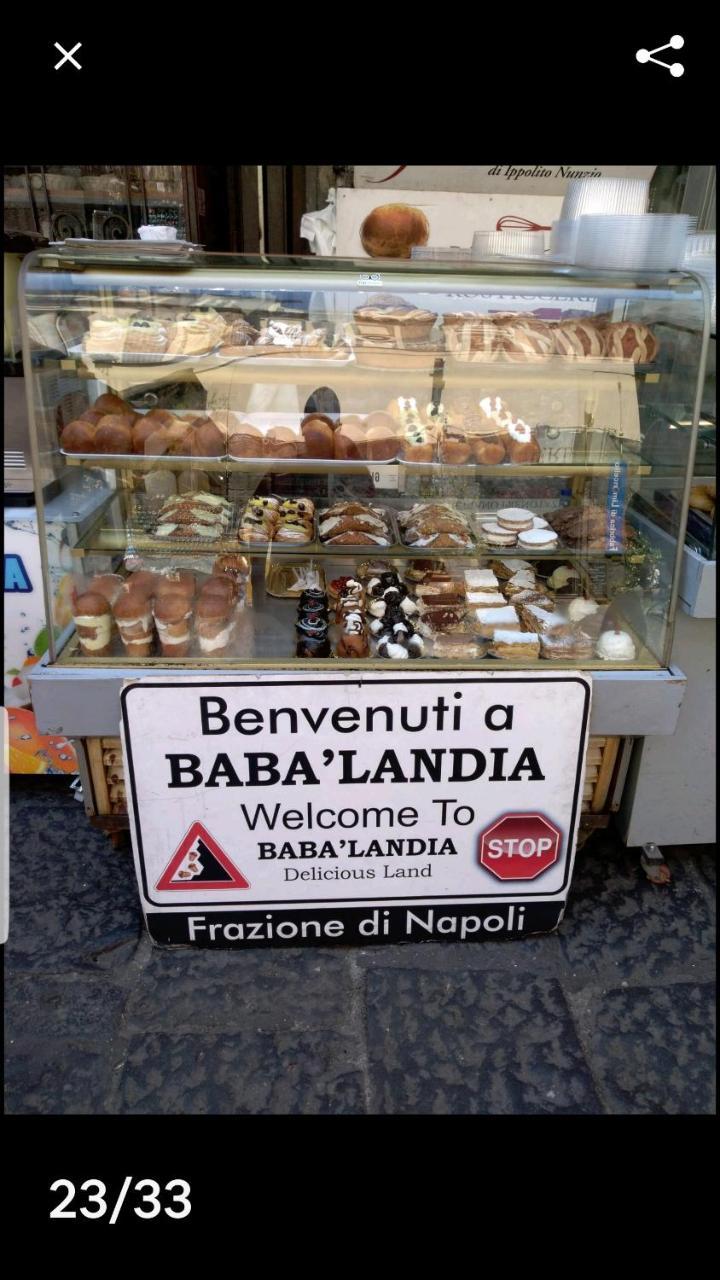 di Ippolito Nunzio
Benvenuti a
BABA'LANDIA
Welcome To
BABA'LANDIA
Delicious Land
STOP
Frazione di Napoli
A
23/33